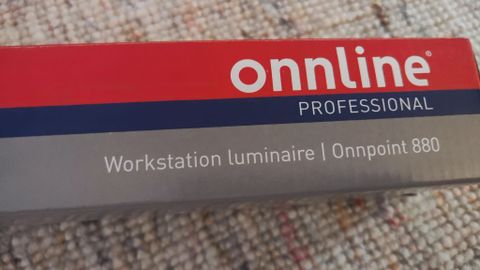 onnline®
PROFESSIONAL
Workstation luminaire | Onnpoint 880